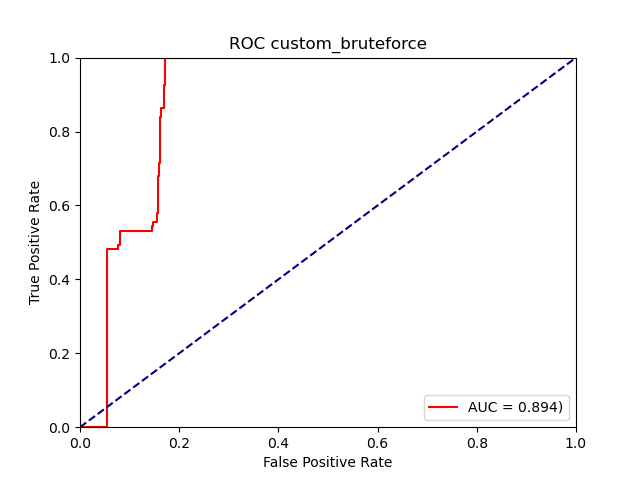 ROC custom_bruteforce
1.0
0.8
0.6
0.4
0.2
0.0
True Positive Rate
AUC = 0.894)
0.0 0.2 0.4 0.6 0.8 1.0
False Positive Rate